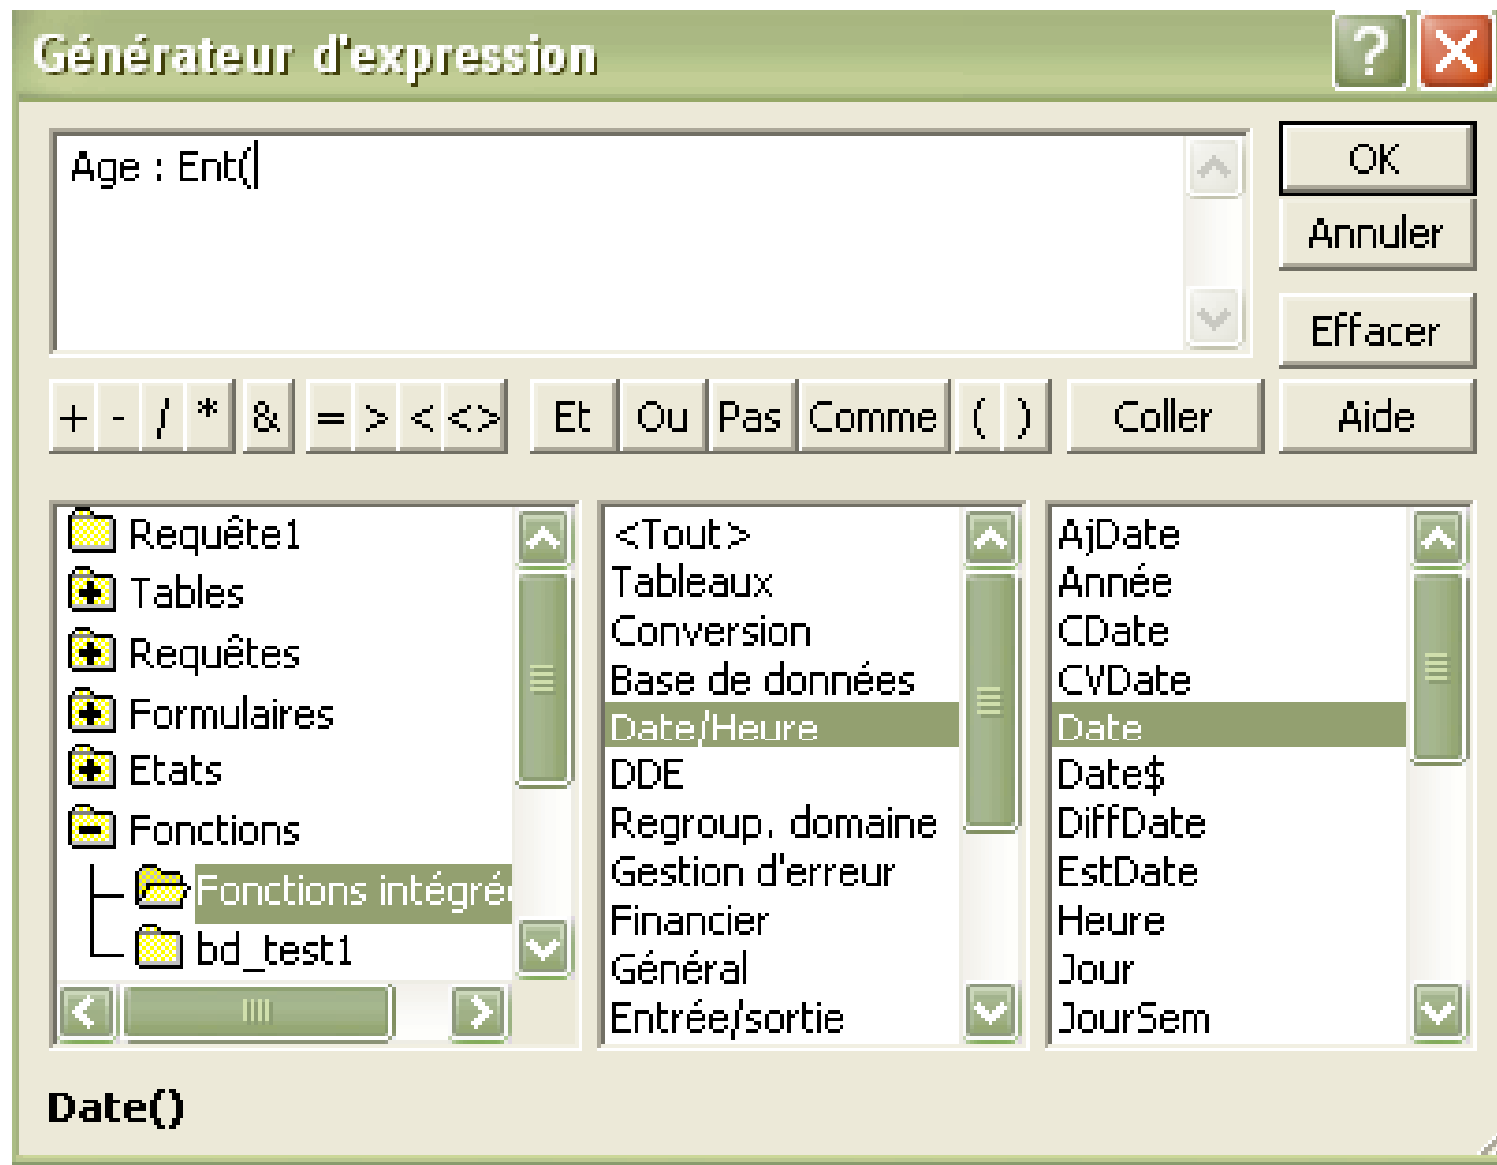 Générateur d'expression
Age : Ent(
OK
Annuler
Effacer
+ - / * & = > < <> Et Ou Pas Comme ( ) Coller Aide
Requête1
Tables
Requêtes
Formulaires
Etats
Fonctions
Fonctions intégrée
bd_test1
<Tout>
Tableaux
Conversion
Base de données
Date/Heure
DDE
Regroup. domaine
Gestion d'erreur
Financier
Général
Entrée/sortie
AjDate
Année
CDate
CVDate
Date
Date$
DiffDate
EstDate
Heure
Jour
JourSem
Date()